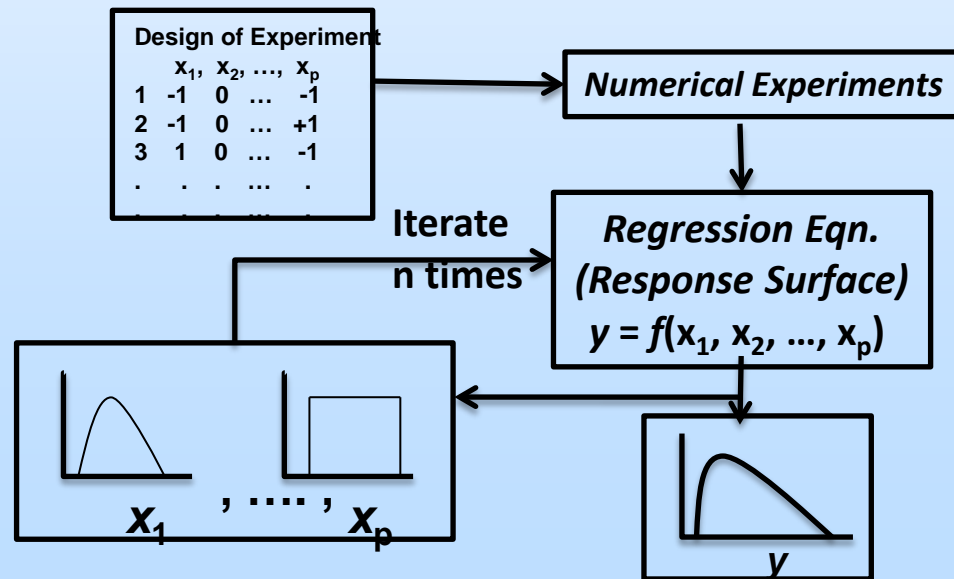 Design of Experiment
x₁, x₂, …, xₚ
1 -1 0 … -1
2 -1 0 … +1
3 1 0 … -1
. . . … .
. . . … .
Numerical Experiments
Iterate
n times
Regression Eqn.
(Response Surface)
y = f(x₁, x₂, …, xₚ)
x₁ , …. , xₚ
y